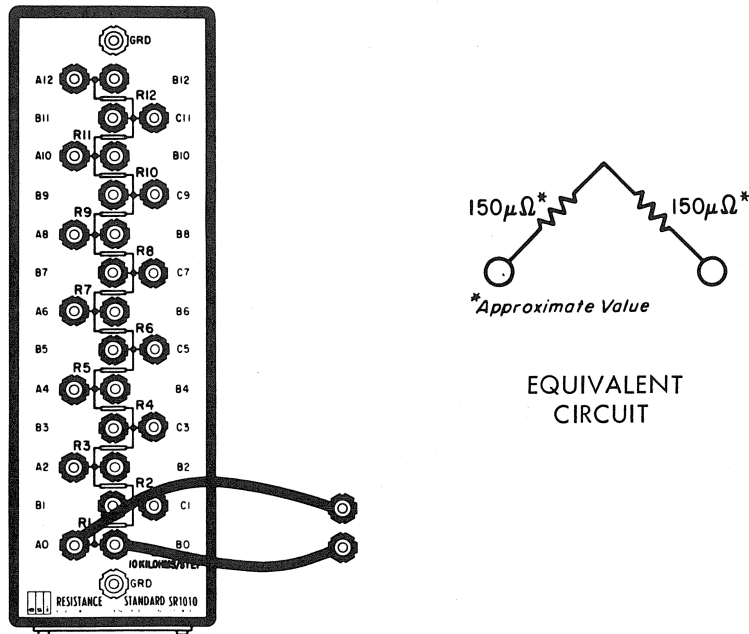 GRD
A12 B12
R12
B11 C11
R11
A10 B10
R10
B9 C9
R9
A8 B8
R8
B7 C7
R7
A6 B6
R6
B5 C5
R5
A4 B4
R4
B3 C3
R3
A2 B2
R2
B1 C1
R1
A0 B0
10 KILOHMS/STEP
GRD
esi RESISTANCE STANDARD SR1010
150μΩ* 150μΩ*
*Approximate Value
EQUIVALENT
CIRCUIT